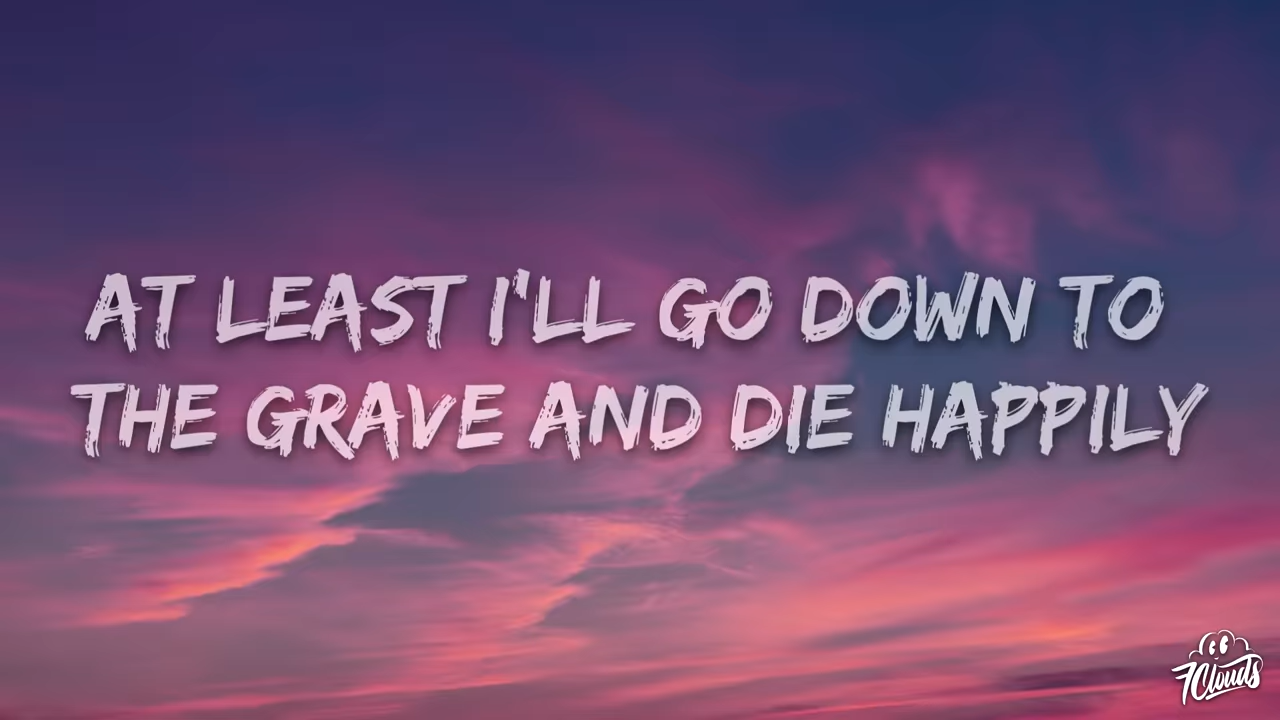 AT LEAST I'LL GO DOWN TO
THE GRAVE AND DIE HAPPILY
7Clouds